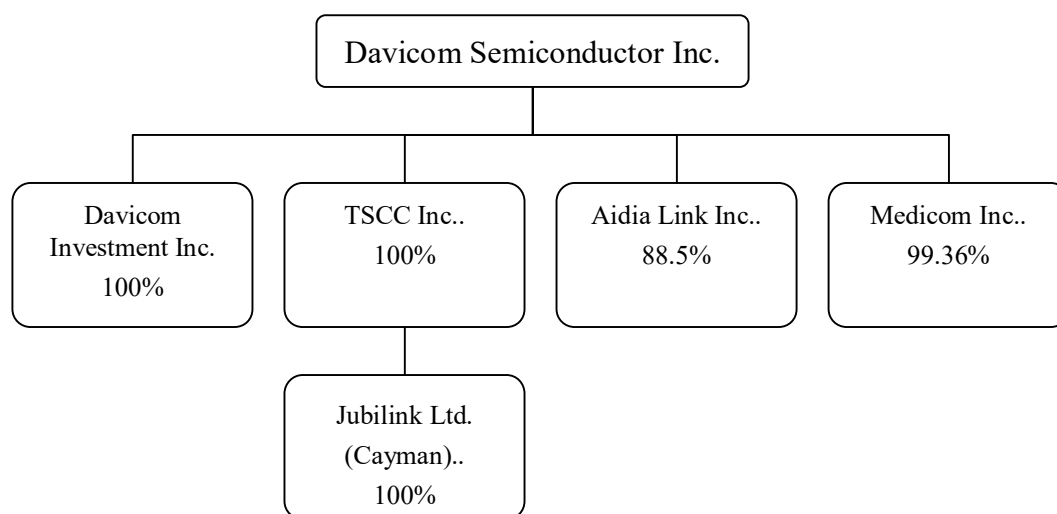 Davicom Semiconductor Inc.
Davicom
Investment Inc.
100%
TSCC Inc..
100%
Aidia Link Inc..
88.5%
Medicom Inc..
99.36%
Jubilink Ltd.
(Cayman)..
100%